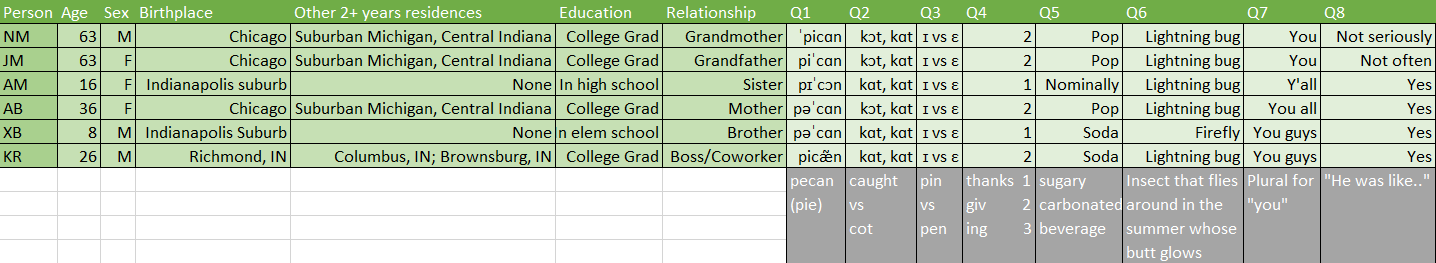 Person Age Sex Birthplace Other 2+ years residences Education Relationship Q1 Q2 Q3 Q4 Q5 Q6 Q7 Q8
NM 63 M Chicago Suburban Michigan, Central Indiana College Grad Grandmother ˈpicɑn kɔt, kɑt ɪ vs ɛ 2 Pop Lightning bug You Not seriously
JM 63 F Chicago Suburban Michigan, Central Indiana College Grad Grandfather piˈcɑn kɔt, kɑt ɪ vs ɛ 2 Pop Lightning bug You Not often
AM 16 F Indianapolis suburb None In high school Sister pɪˈcɔn kɑt, kɑt ɪ vs ɛ 1 Nominally Lightning bug Y'all Yes
AB 36 F Chicago Suburban Michigan, Central Indiana College Grad Mother pəˈcɑn kɔt, kɑt ɪ vs ɛ 2 Pop Lightning bug You all Yes
XB 8 M Indianapolis Suburb None n elem school Brother pəˈcɑn kɑt, kɑt ɪ vs ɛ 1 Soda Firefly You guys Yes
KR 26 M Richmond, IN Columbus, IN; Brownsburg, IN College Grad Boss/Coworker picæ̃n kɑt, kɑt ɪ vs ɛ 2 Soda Lightning bug You guys Yes
pecan caught pin thanks 1 sugary Insect that flies Plural for "He was like.."
(pie) vs vs giv 2 carbonated around in the "you"
cot pen ing 3 beverage summer whose
butt glows